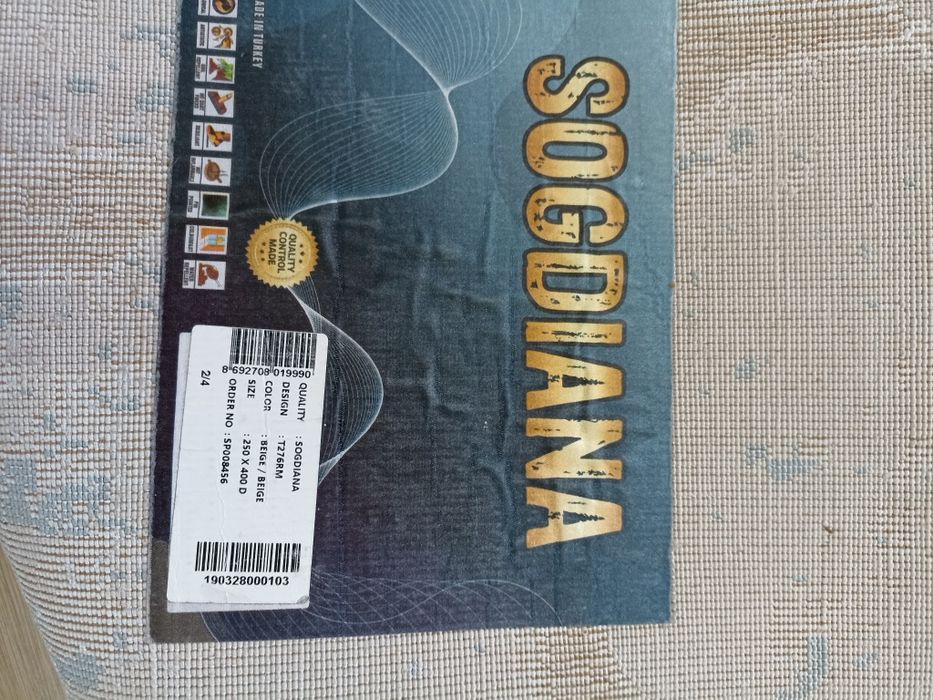 SOGDIANA
MADE IN TURKEY
QUALITY
CONTROL
MADE
8 692708 019990
QUALITY : SOGDIANA
DESIGN : T276RM
COLOR : BEIGE / BEIGE
SIZE : 250 X 400 D
ORDER NO : SP008456
2/4
190328000103